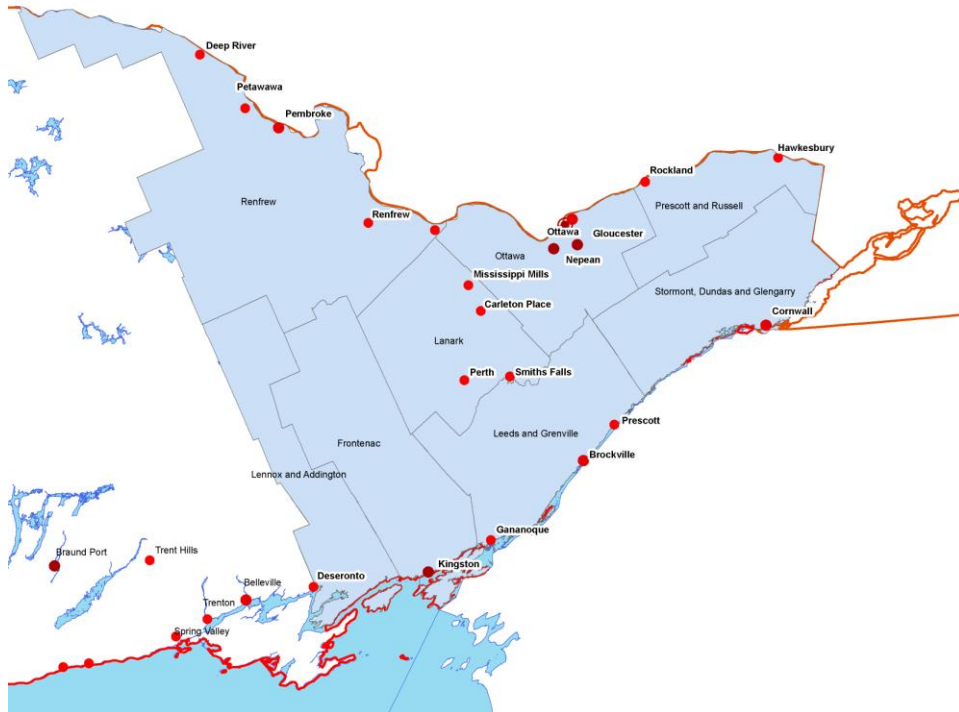 Deep River
Petawawa
Pembroke
Hawkesbury
Rockland
Renfrew
Prescott and Russell
Renfrew
Ottawa
Gloucester
Ottawa
Nepean
Mississippi Mills
Stormont, Dundas and Glengarry
Carleton Place
Cornwall
Lanark
Perth
Smiths Falls
Prescott
Leeds and Grenville
Frontenac
Brockville
Lennox and Addington
Gananoque
Braund Port
Trent Hills
Kingston
Deseronto
Belleville
Trenton
Spring Valley